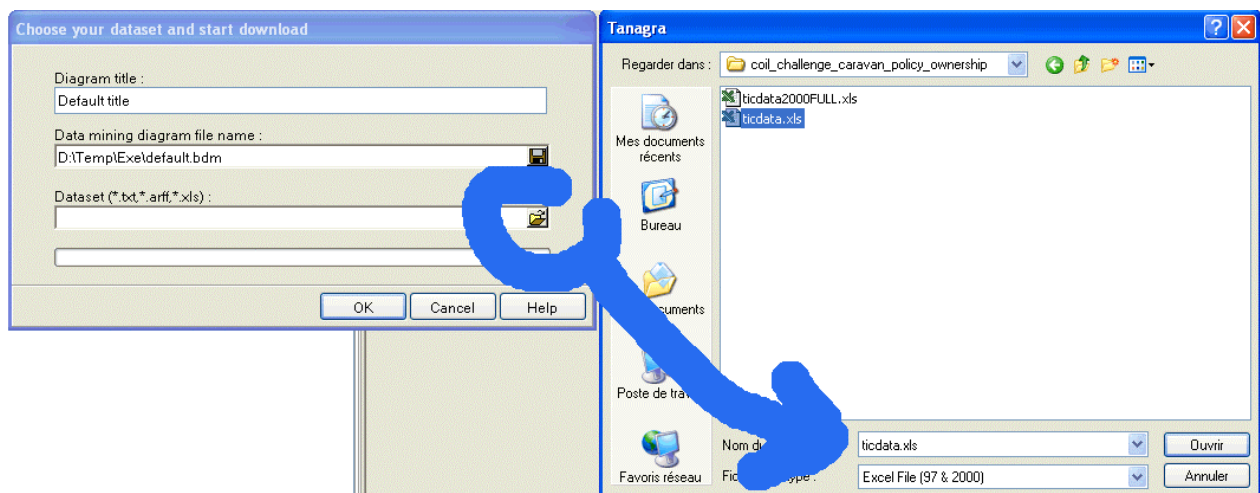 Choose your dataset and start download
Diagram title :
Default title
Data mining diagram file name :
D:\Temp\Exe\default.bdm
Dataset (*.txt,*.arff,*.xls) :
OK
Cancel
Help
Tanagra
Regarder dans :
coil_challenge_caravan_policy_ownership
ticdata2000FULL.xls
ticdata.xls
Mes documents
récents
Bureau
Poste de
Favoris réseau
Nom
ticdata.xls
Ouvrir
Excel File (97 & 2000)
Annuler